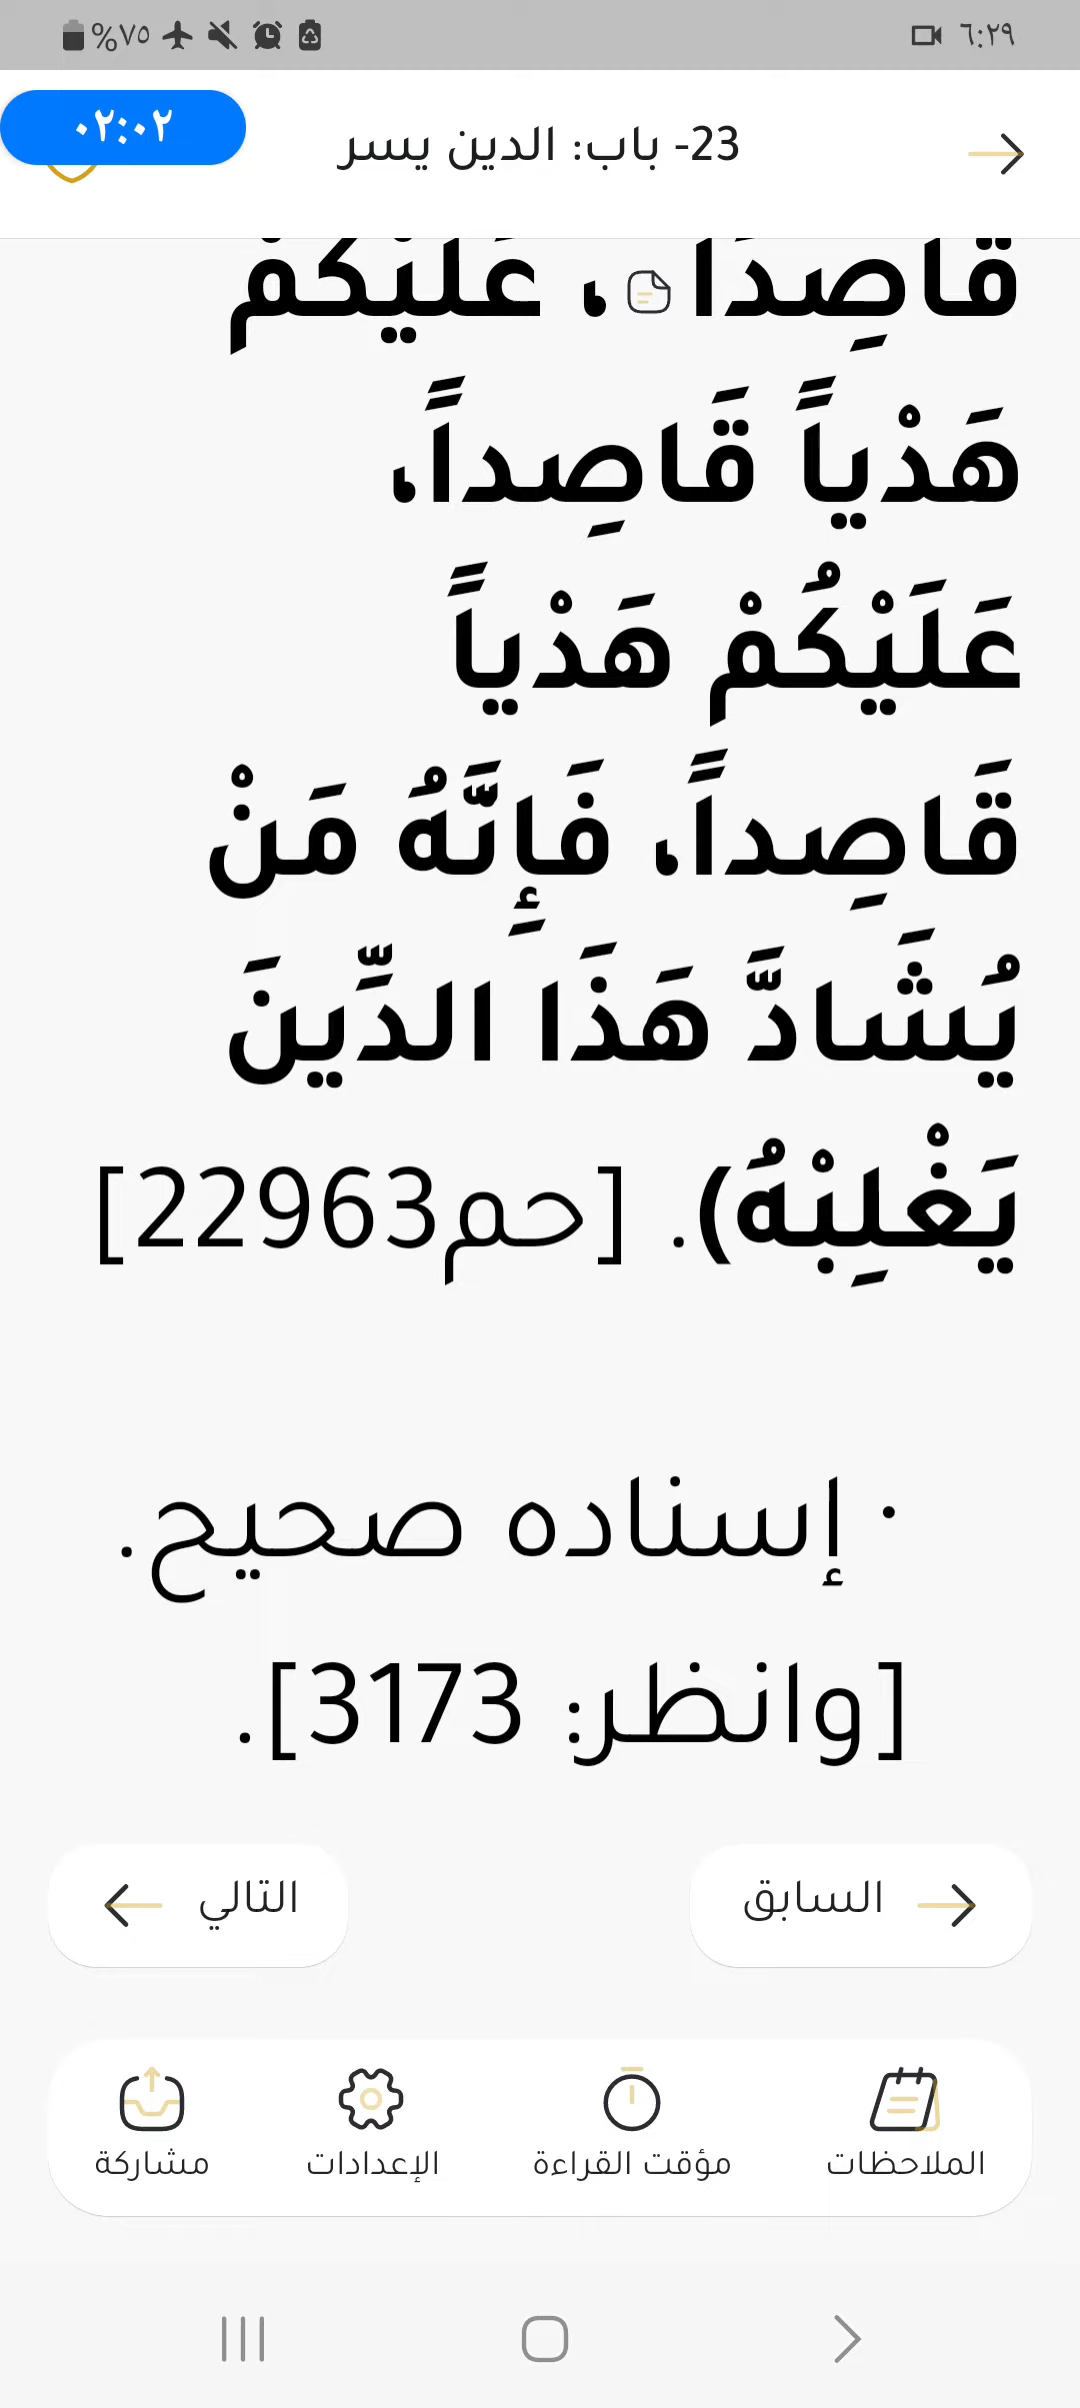 %٧٥ ٦:٢٩
٠٢:٠٢
23- باب: الدين يسر
قَاصِداً، عَلَيْكُمْ
هَدْياً قَاصِداً،
عَلَيْكُمْ هَدْياً
قَاصِداً، فَإِنَّهُ مَنْ
يُشَادَّ هَذَا الدِّينَ
يَغْلِبْهُ). [حم22963]
· إسناده صحيح.
[وانظر: 3173].
السابق
التالي
الملاحظات
مؤقت القراءة
الإعدادات
مشاركة